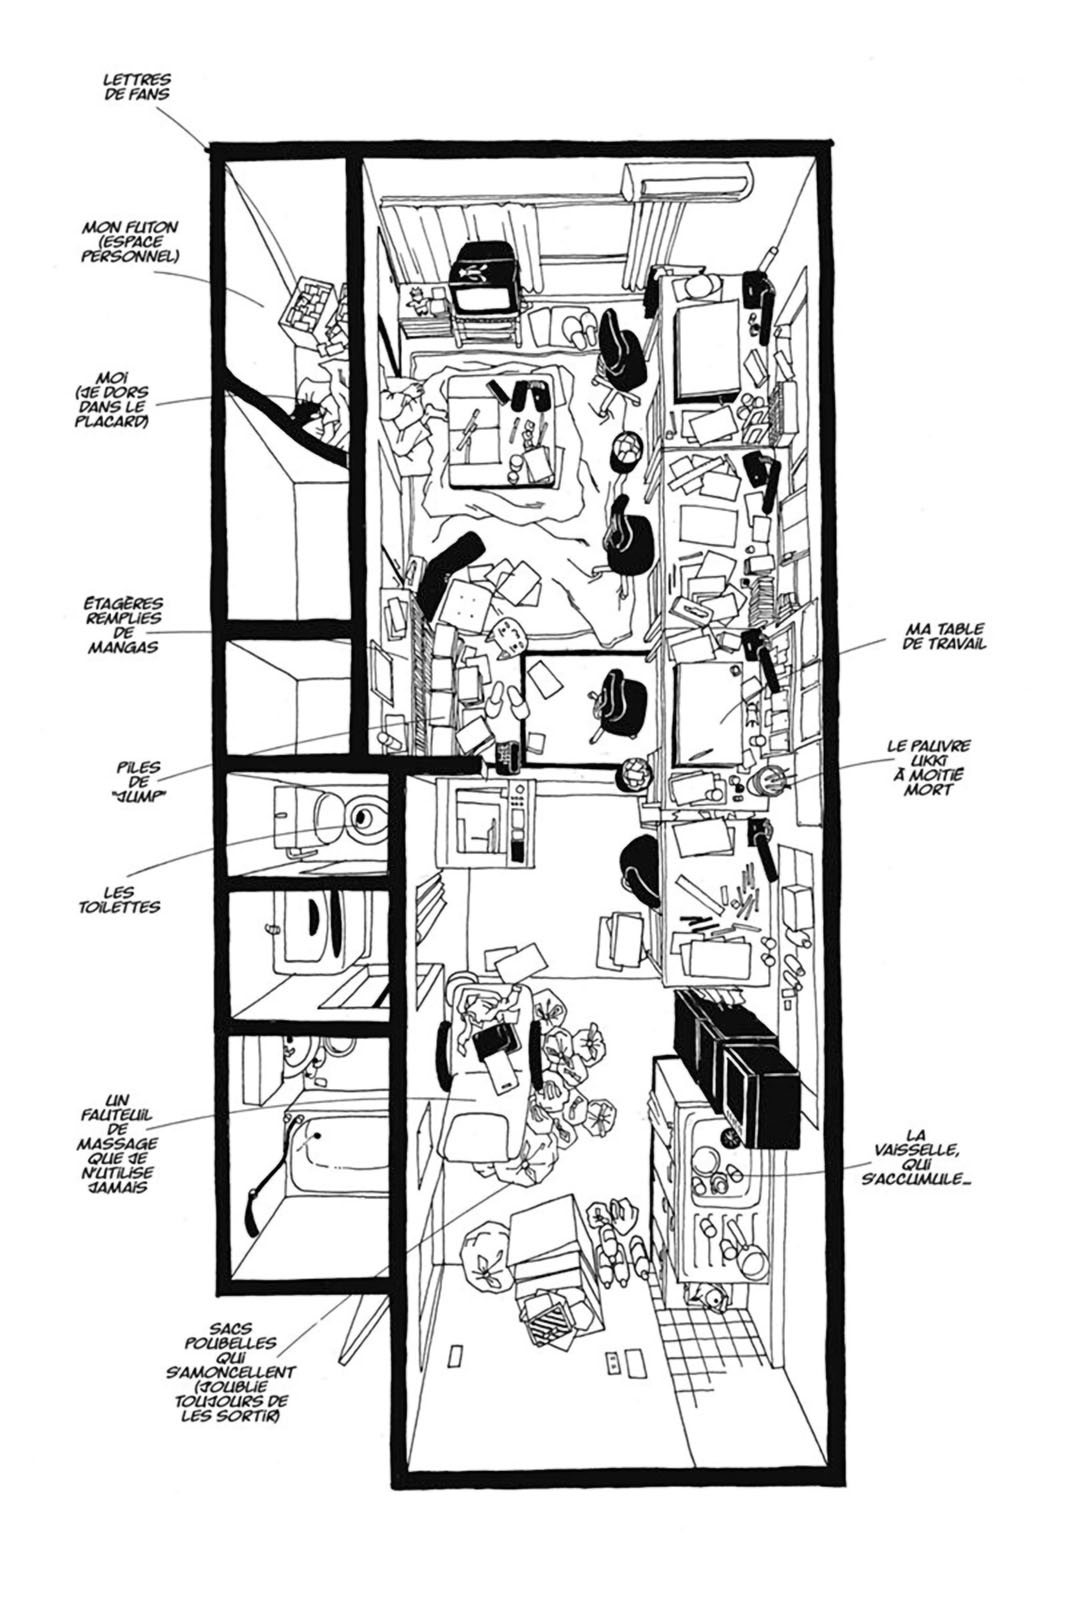 LETTRES
DE FANS
MON FUTON
(ESPACE
PERSONNEL)
MOI
(JE DORS
DANS LE
PLACARD)
ÉTAGÈRES
REMPLIES
DE
MANGAS
PILES
DE
"JUMP"
LES
TOILETTES
UN
FAUTEUIL
DE
MASSAGE
QUE JE
N'UTILISE
JAMAIS
SACS
POUBELLES
QUI
S'AMONCELLENT
(J'OUBLIE
TOUJOURS DE
LES SORTIR)
MA TABLE
DE TRAVAIL
LE PAUVRE
UKKI
À MOITIÉ
MORT
LA
VAISSELLE,
QUI
S'ACCUMULE...